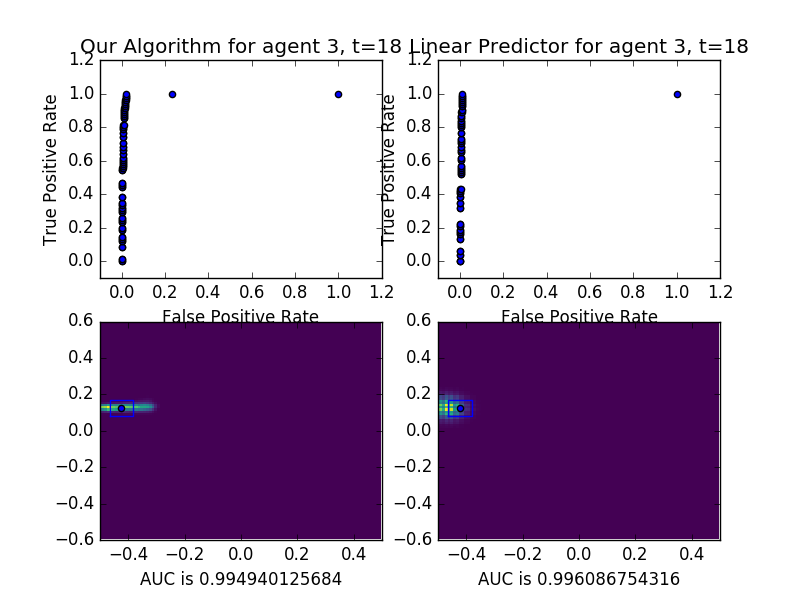 Our Algorithm for agent 3, t=18
Linear Predictor for agent 3, t=18
1.2
1.0
0.8
0.6
0.4
0.2
0.0
True Positive Rate
0.0 0.2 0.4 0.6 0.8 1.0 1.2
False Positive Rate
1.2
1.0
0.8
0.6
0.4
0.2
0.0
True Positive Rate
0.0 0.2 0.4 0.6 0.8 1.0 1.2
False Positive Rate
0.6
0.4
0.2
0.0
−0.2
−0.4
−0.6
−0.4 −0.2 0.0 0.2 0.4
AUC is 0.994940125684
0.6
0.4
0.2
0.0
−0.2
−0.4
−0.6
−0.4 −0.2 0.0 0.2 0.4
AUC is 0.996086754316